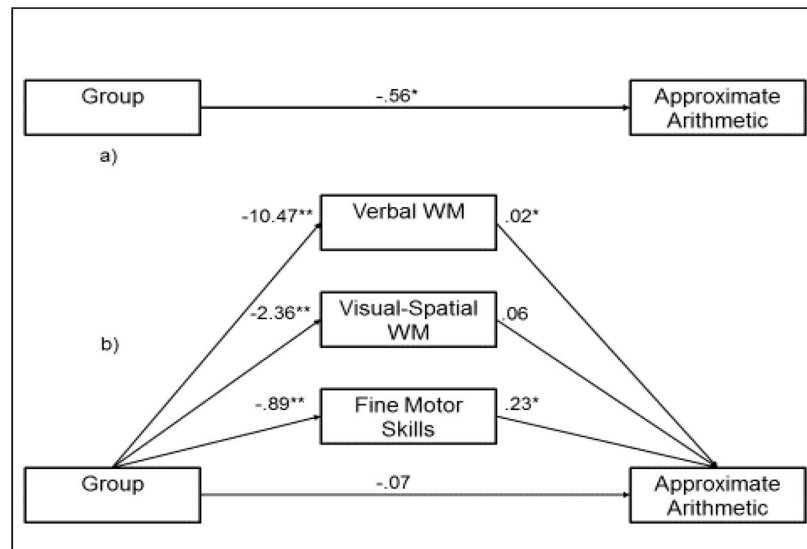 Group
-.56*
Approximate
Arithmetic
a)
-10.47**
Verbal WM
.02*
-2.36**
Visual-Spatial
WM
.06
b)
-.89**
Fine Motor
Skills
.23*
Group
-.07
Approximate
Arithmetic